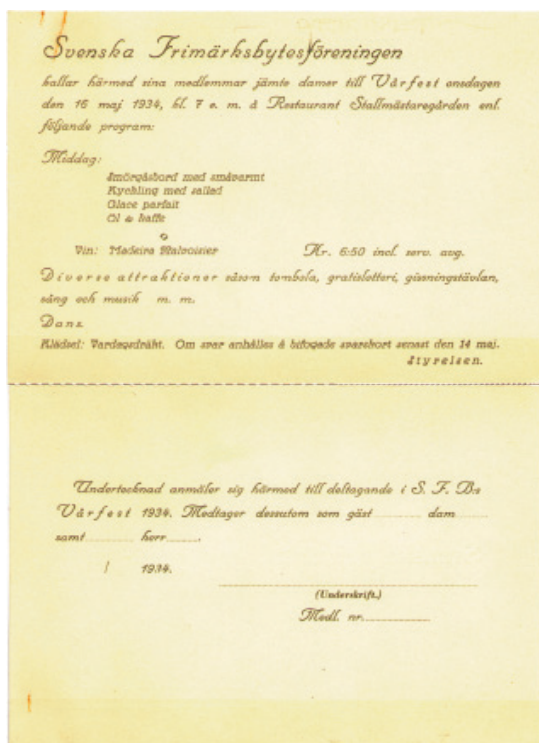 Svenska Frimärksbytesföreningen
kallar härmed sina medlemmar jämte damer till Vårfest onsdagen
den 16 maj 1934, kl. 7 e. m. å Restaurant Stallmästaregården enl.
följande program:
Middag:
Smörgåsbord med småvarmt
Kyckling med sallad
Glace parfait
Öl & kaffe
Vin: Madeira Malvoisier Kr. 6:50 incl. serv. avg.
Diverse attraktioner såsom tombola, gratislotteri, gissningstävlan,
sång och musik m. m.
Dans
Klädsel: Vardagsdräkt. Om svar anhålles å bifogade svarskort senast den 14 maj.
Styrelsen.
Undertecknad anmäler sig härmed till deltagande i S. F. B:s
Vårfest 1934. Medtager dessutom som gäst dam
samt herr .
/ 1934.
(Underskrift.)
Medl. nr.